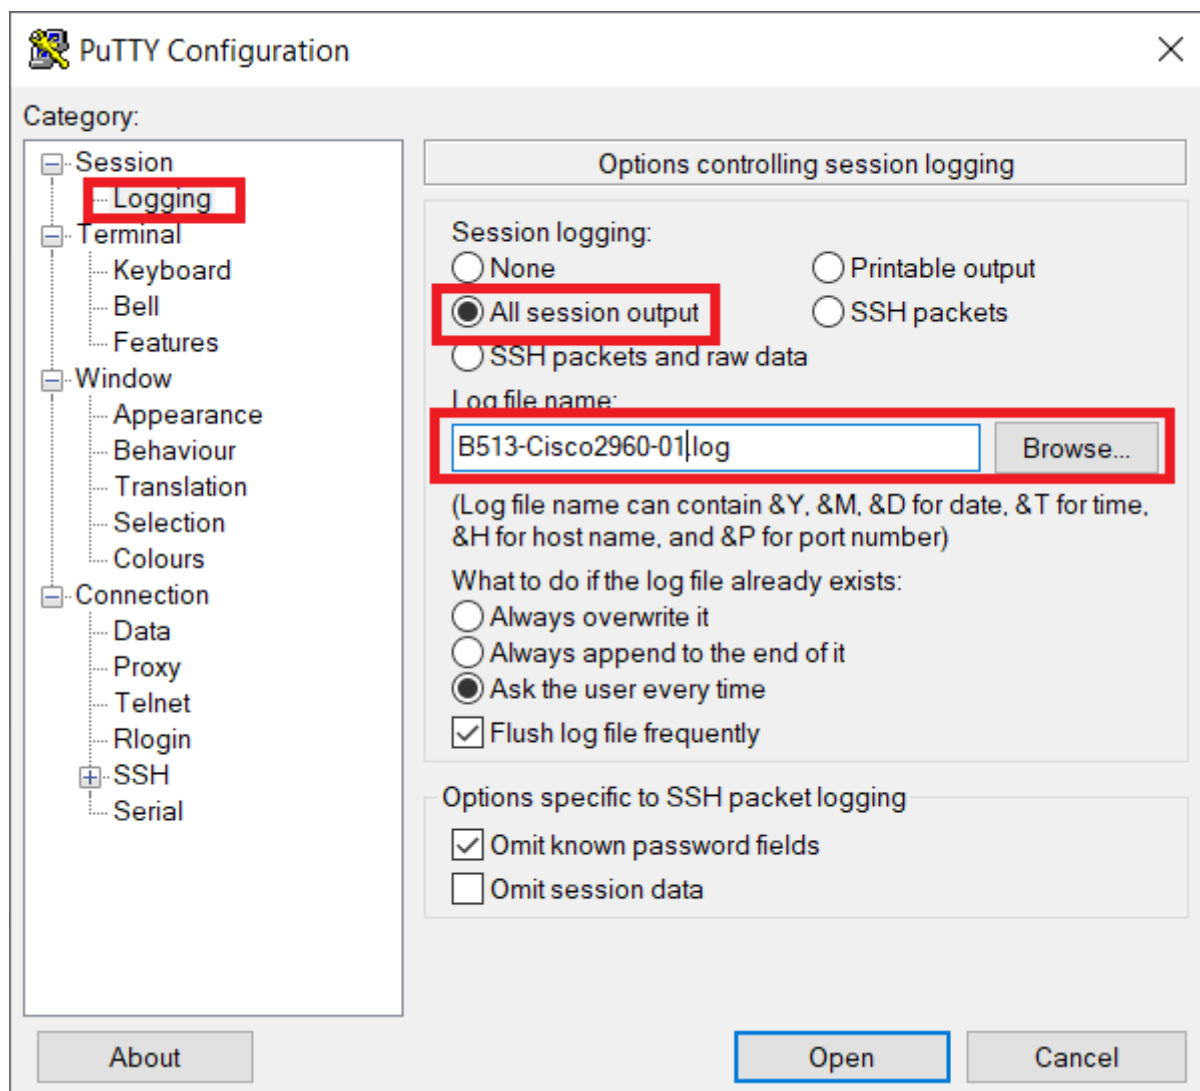 PuTTY Configuration
Category:
Session
Logging
Terminal
Keyboard
Bell
Features
Window
Appearance
Behaviour
Translation
Selection
Colours
Connection
Data
Proxy
Telnet
Rlogin
SSH
Serial
Options controlling session logging
Session logging:
None
Printable output
All session output
SSH packets
SSH packets and raw data
Log file name:
B513-Cisco2960-01.log
Browse...
(Log file name can contain &Y, &M, &D for date, &T for time,
&H for host name, and &P for port number)
What to do if the log file already exists:
Always overwrite it
Always append to the end of it
Ask the user every time
Flush log file frequently
Options specific to SSH packet logging
Omit known password fields
Omit session data
About
Open
Cancel